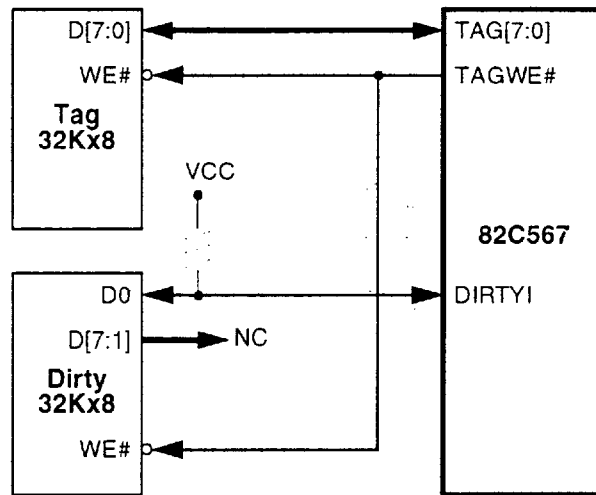 D[7:0]
TAG[7:0]
WE#
TAGWE#
Tag
32Kx8
VCC
82C567
D0
DIRTYI
D[7:1]
NC
Dirty
32Kx8
WE#